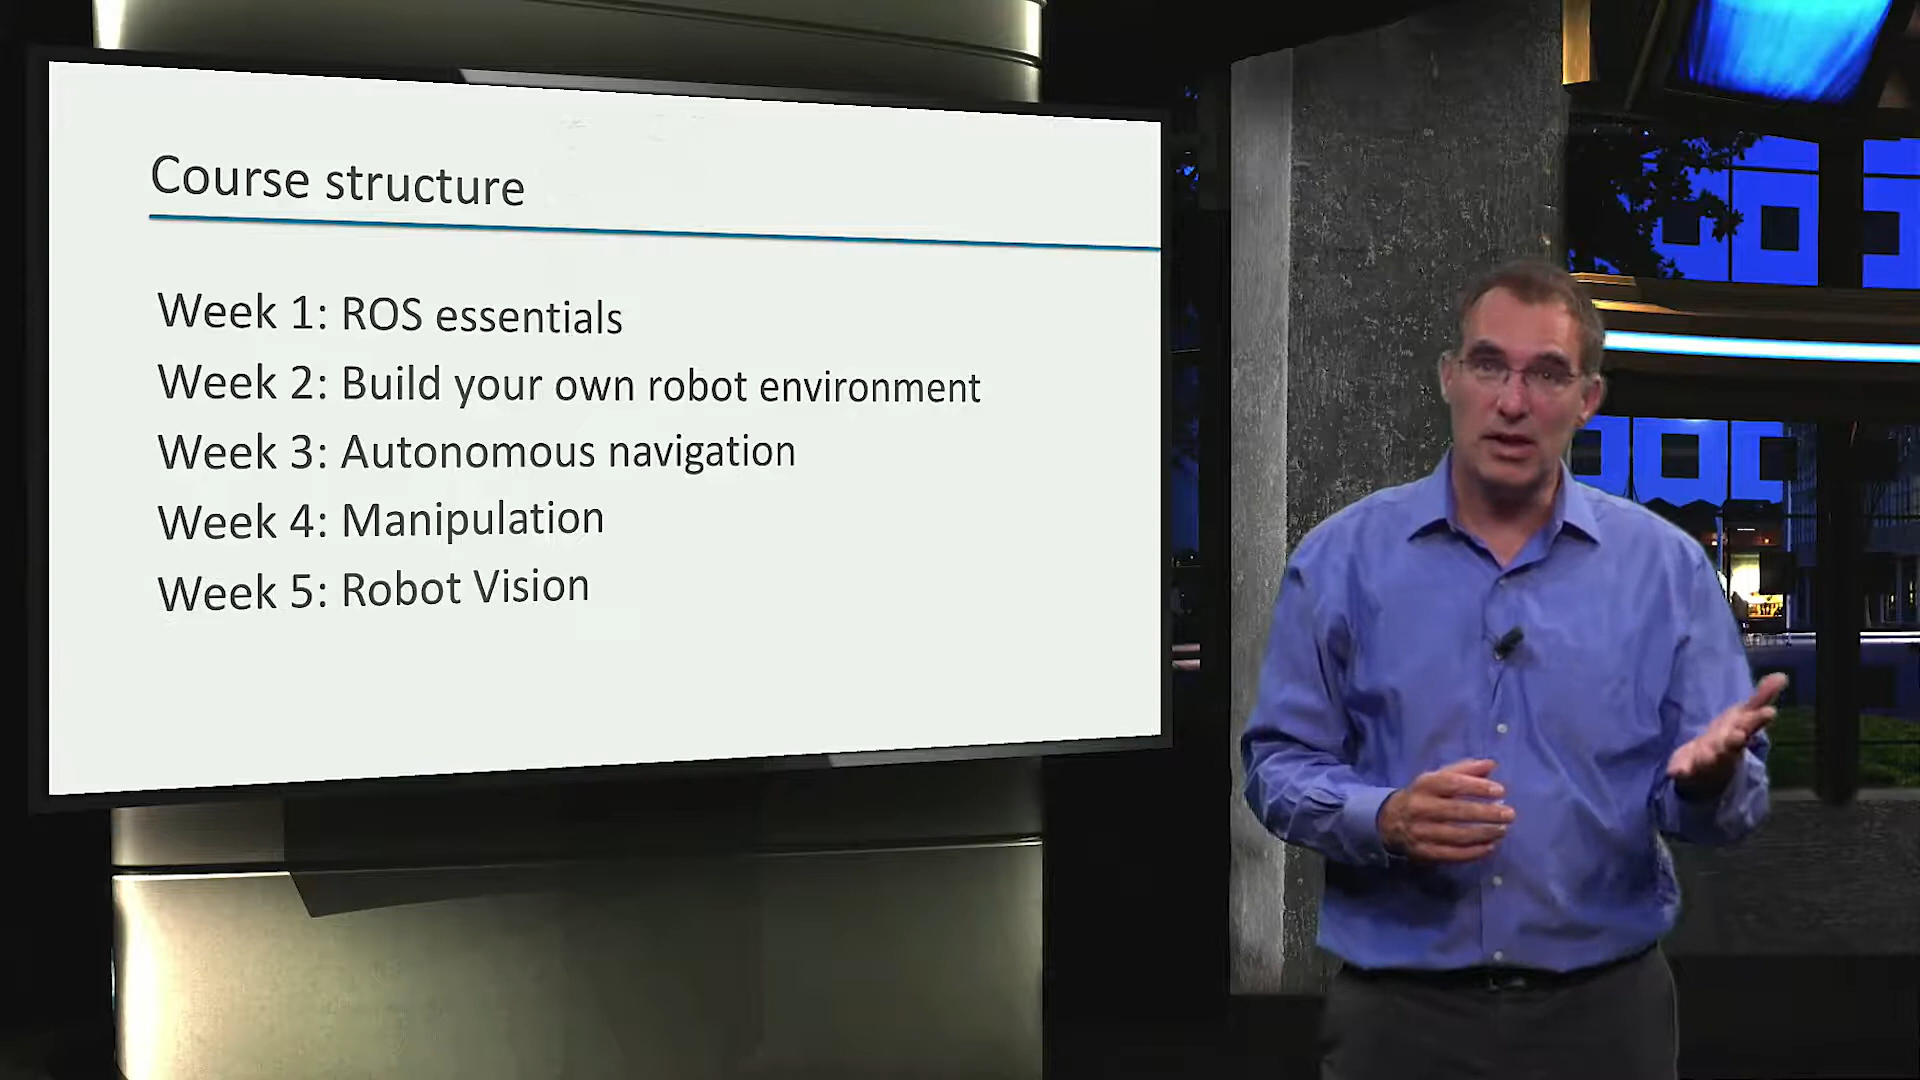 Course structure
Week 1: ROS essentials
Week 2: Build your own robot environment
Week 3: Autonomous navigation
Week 4: Manipulation
Week 5: Robot Vision